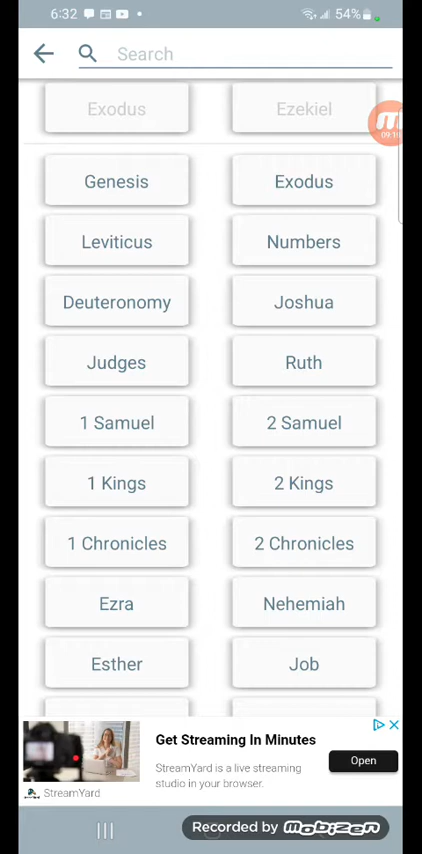 6:32 54%
Search
Exodus Ezekiel
09:19
Genesis Exodus
Leviticus Numbers
Deuteronomy Joshua
Judges Ruth
1 Samuel 2 Samuel
1 Kings 2 Kings
1 Chronicles 2 Chronicles
Ezra Nehemiah
Esther Job
Get Streaming In Minutes
StreamYard is a live streaming
studio in your browser.
Open
StreamYard
Recorded by mobizen